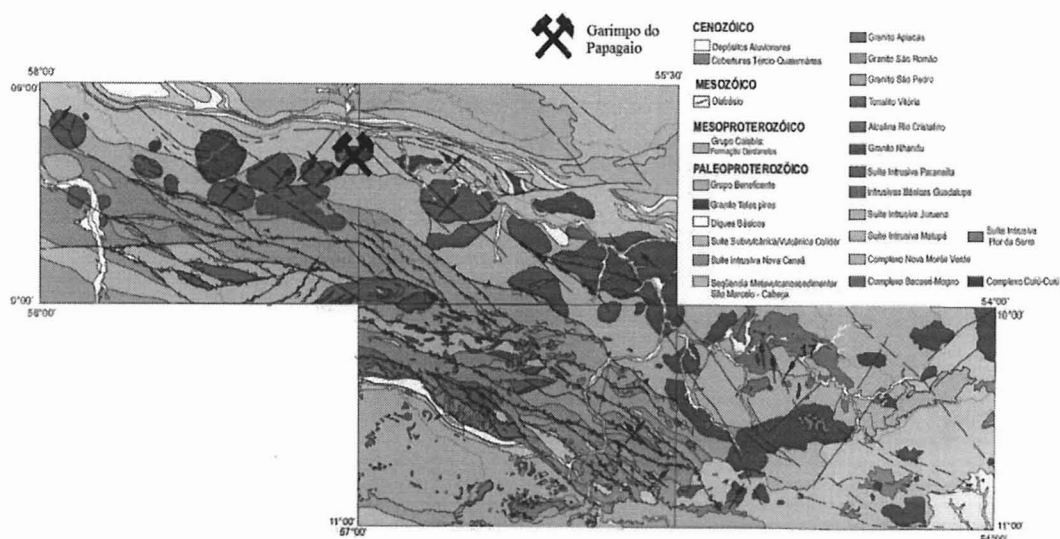 Garimpo do
Papagaio
CENOZÓICO
Depósitos Aluvionares
Coberturas Tércio-Quaternárias
MESOZÓICO
Diabásio
MESOPROTEROZÓICO
Grupo Caiabis:
Formação Dardanelos
PALEOPROTEROZÓICO
Grupo Beneficente
Granito Teles pires
Diques Básicos
Suíte Subvulcânica/Vulcânica Colider
Suíte Intrusiva Nova Canaã
Seqüência Metavulcanossedimentar
São Marcelo - Cabeça
Granito Apiacás
Granito São Romão
Granito São Pedro
Tonalito Vitória
Alcalina Rio Cristalino
Granito Nhandu
Suíte Intrusiva Paranaíta
Intrusivas Básicas Guadalupe
Suíte Intrusiva Juruena
Suíte Intrusiva Matupá
Complexo Nova Monte Verde
Complexo Bacaeri-Mogno
Suíte Intrusiva
Flor da Serra
Complexo Cuiú-Cuiú
58°00'
09°00'
55°30'
9°00'
58°00'
54°00'
10°00'
17
11°00'
57°00'
11°00'